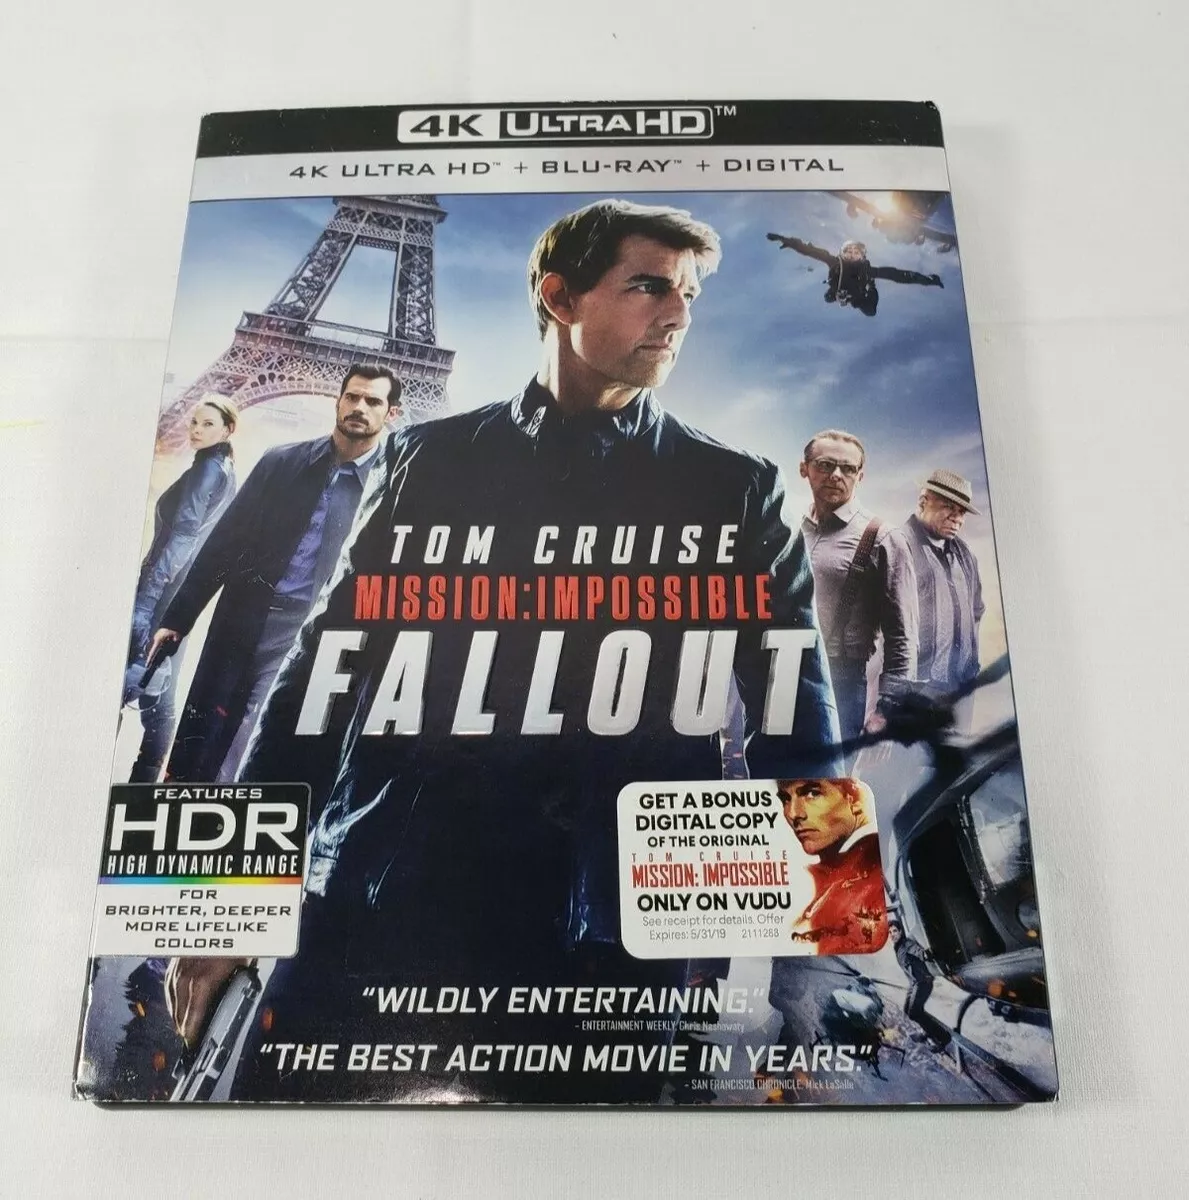 4K ULTRA HD™
4K ULTRA HD™ + BLU-RAY™ + DIGITAL
TOM CRUISE
MISSION:IMPOSSIBLE
FALLOUT
FEATURES
HDR
HIGH DYNAMIC RANGE
FOR
BRIGHTER, DEEPER
MORE LIFELIKE
COLORS
GET A BONUS
DIGITAL COPY
OF THE ORIGINAL
TOM CRUISE
MISSION: IMPOSSIBLE
ONLY ON VUDU
See receipt for details. Offer
Expires: 5/31/19 2111288
"WILDLY ENTERTAINING."
- ENTERTAINMENT WEEKLY, Chris Nashawaty
"THE BEST ACTION MOVIE IN YEARS."
- SAN FRANCISCO CHRONICLE, Mick LaSalle